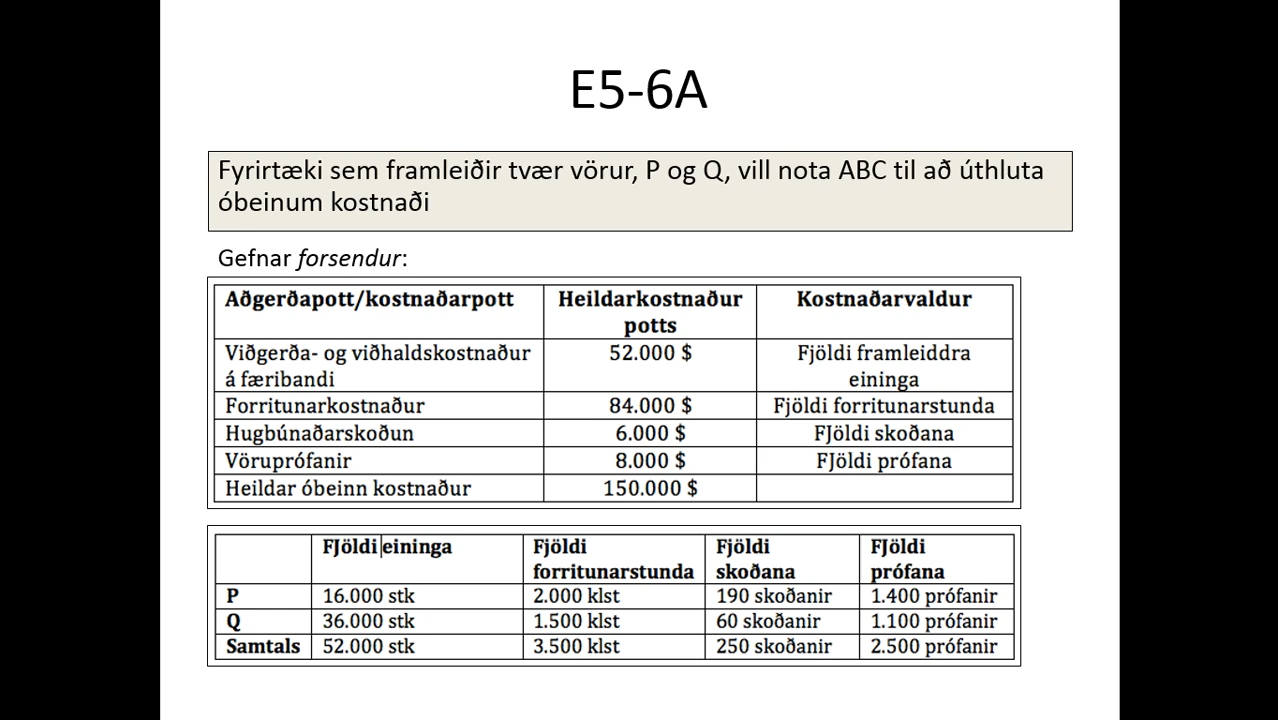 E5-6A
Fyrirtæki sem framleiðir tvær vörur, P og Q, vill nota ABC til að úthluta
óbeinum kostnaði
Gefnar forsendur:
Aðgerðapott/kostnaðarpott Heildarkostnaður potts Kostnaðarvaldur
Viðgerða- og viðhaldskostnaður á færibandi 52.000 $ Fjöldi framleiddra eininga
Forritunarkostnaður 84.000 $ Fjöldi forritunarstunda
Hugbúnaðarskoðun 6.000 $ FJöldi skoðana
Vöruprófanir 8.000 $ FJöldi prófana
Heildar óbeinn kostnaður 150.000 $
FJöldi eininga Fjöldi forritunarstunda Fjöldi skoðana FJöldi prófana
P 16.000 stk 2.000 klst 190 skoðanir 1.400 prófanir
Q 36.000 stk 1.500 klst 60 skoðanir 1.100 prófanir
Samtals 52.000 stk 3.500 klst 250 skoðanir 2.500 prófanir